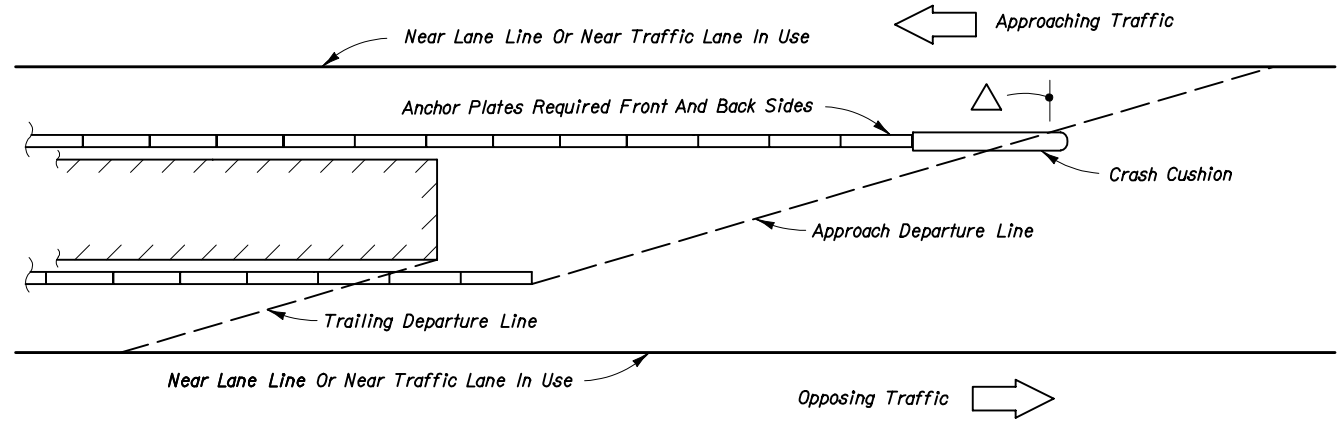 Near Lane Line Or Near Traffic Lane In Use
Approaching Traffic
Anchor Plates Required Front And Back Sides
Crash Cushion
Approach Departure Line
Trailing Departure Line
Near Lane Line Or Near Traffic Lane In Use
Opposing Traffic